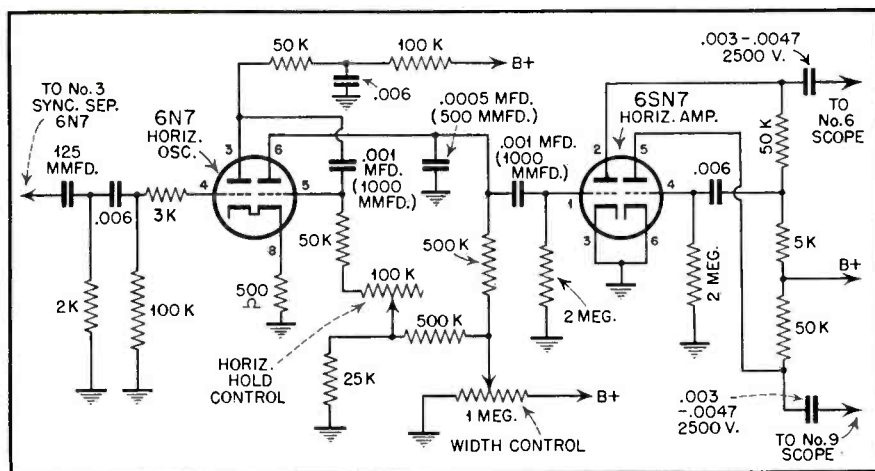 50 K
100 K
B+
.006
TO No.3
SYNC. SEP.
6N7
6N7
HORIZ.
OSC.
125
MMFD.
.006
3K
2K
100 K
3
6
4
5
8
500
Ω
50 K
.001
MFD.
(1000
MMFD.)
.0005 MFD.
(500 MMFD.)
.001 MFD.
(1000
MMFD.)
100 K
HORIZ.
HOLD
CONTROL
25 K
500 K
500 K
1 MEG.
WIDTH CONTROL
B+
2 MEG.
6SN7
HORIZ. AMP.
2
5
1
4
3
6
.006
2 MEG.
.003-.0047
2500 V.
TO
No.6
SCOPE
50 K
5 K
B+
50 K
.003
-.0047
2500 V.
TO No.9
SCOPE